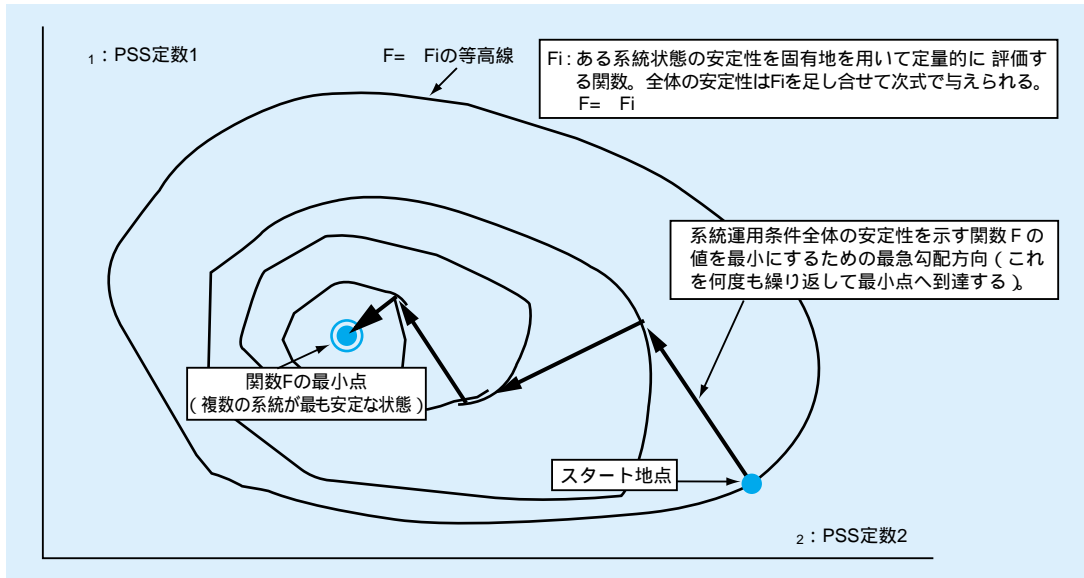 ₁：PSS定数1
F=　Fiの等高線
Fi：ある系統状態の安定性を固有地を用いて定量的に 評価す
る関数。全体の安定性はFiを足し合せて次式で与えられる。
F=　Fi
系統運用条件全体の安定性を示す関数Ｆの
値を最小にするための最急勾配方向（これ
を何度も繰り返して最小点へ到達する）。
関数Fの最小点
（複数の系統が最も安定な状態）
スタート地点
₂：PSS定数2